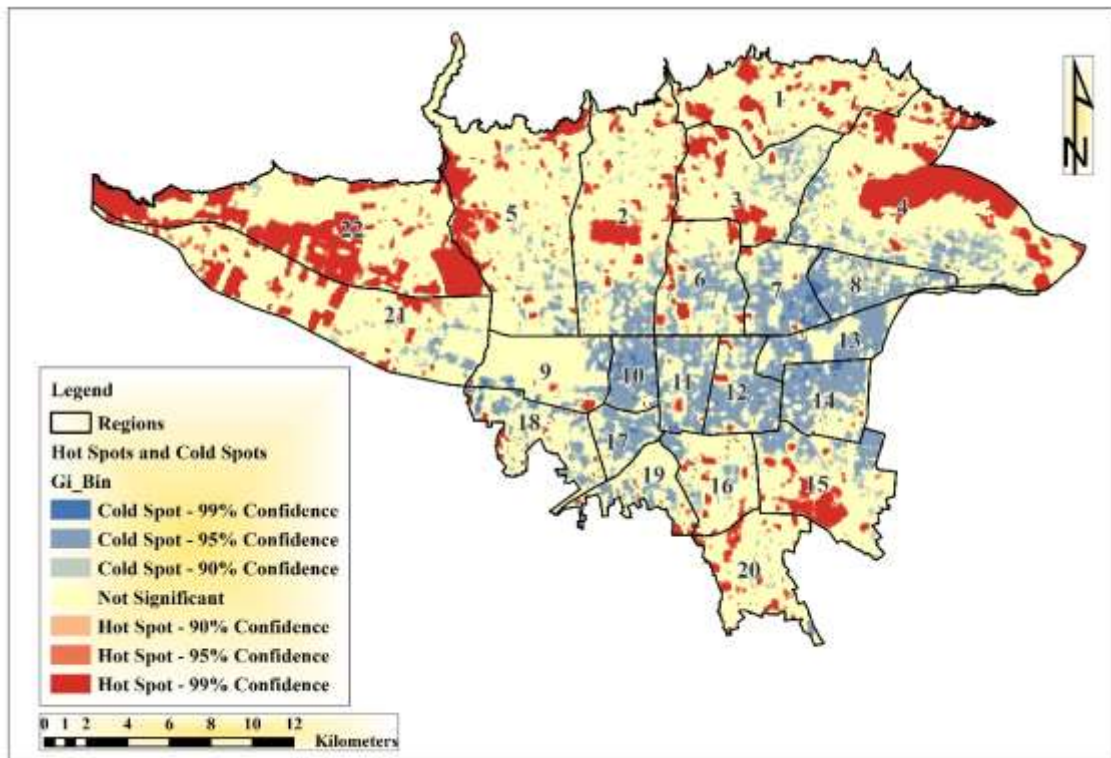 1
4
3
2
5
22
6
7
8
21
13
9
10
11
12
14
18
17
19
16
15
20
N
Legend
Regions
Hot Spots and Cold Spots
Gi_Bin
Cold Spot - 99% Confidence
Cold Spot - 95% Confidence
Cold Spot - 90% Confidence
Not Significant
Hot Spot - 90% Confidence
Hot Spot - 95% Confidence
Hot Spot - 99% Confidence
0 1 2 4 6 8 10 12
Kilometers